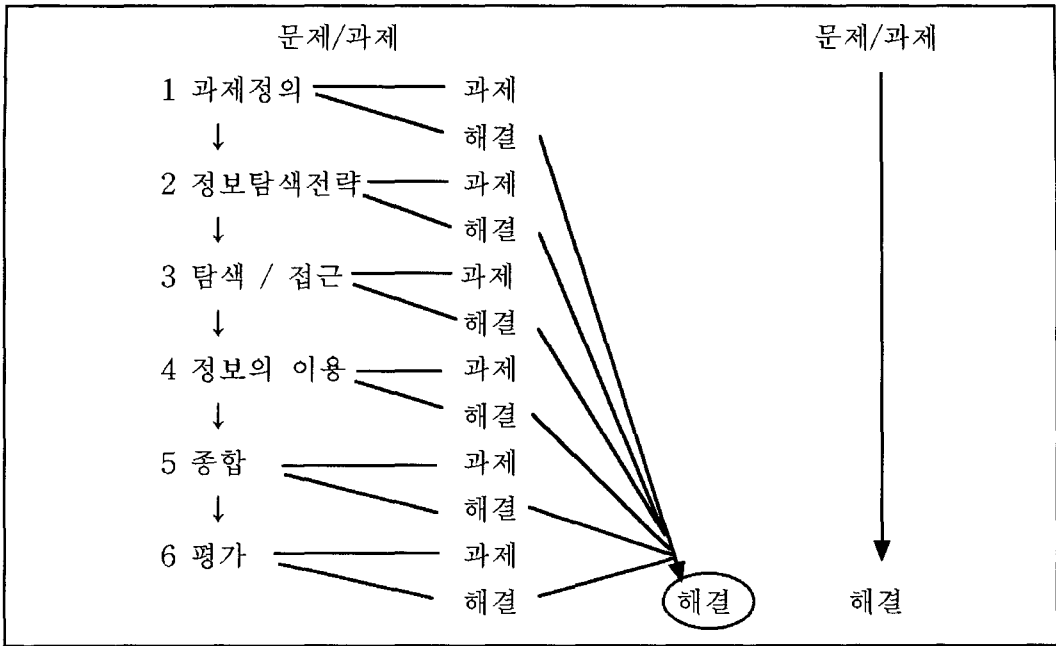 문제/과제 문제/과제
1 과제정의 과제
해결
↓
2 정보탐색전략 과제
해결
↓
3 탐색 / 접근 과제
해결
↓
4 정보의 이용 과제
해결
↓
5 종합 과제
해결
↓
6 평가 과제
해결 해결 해결